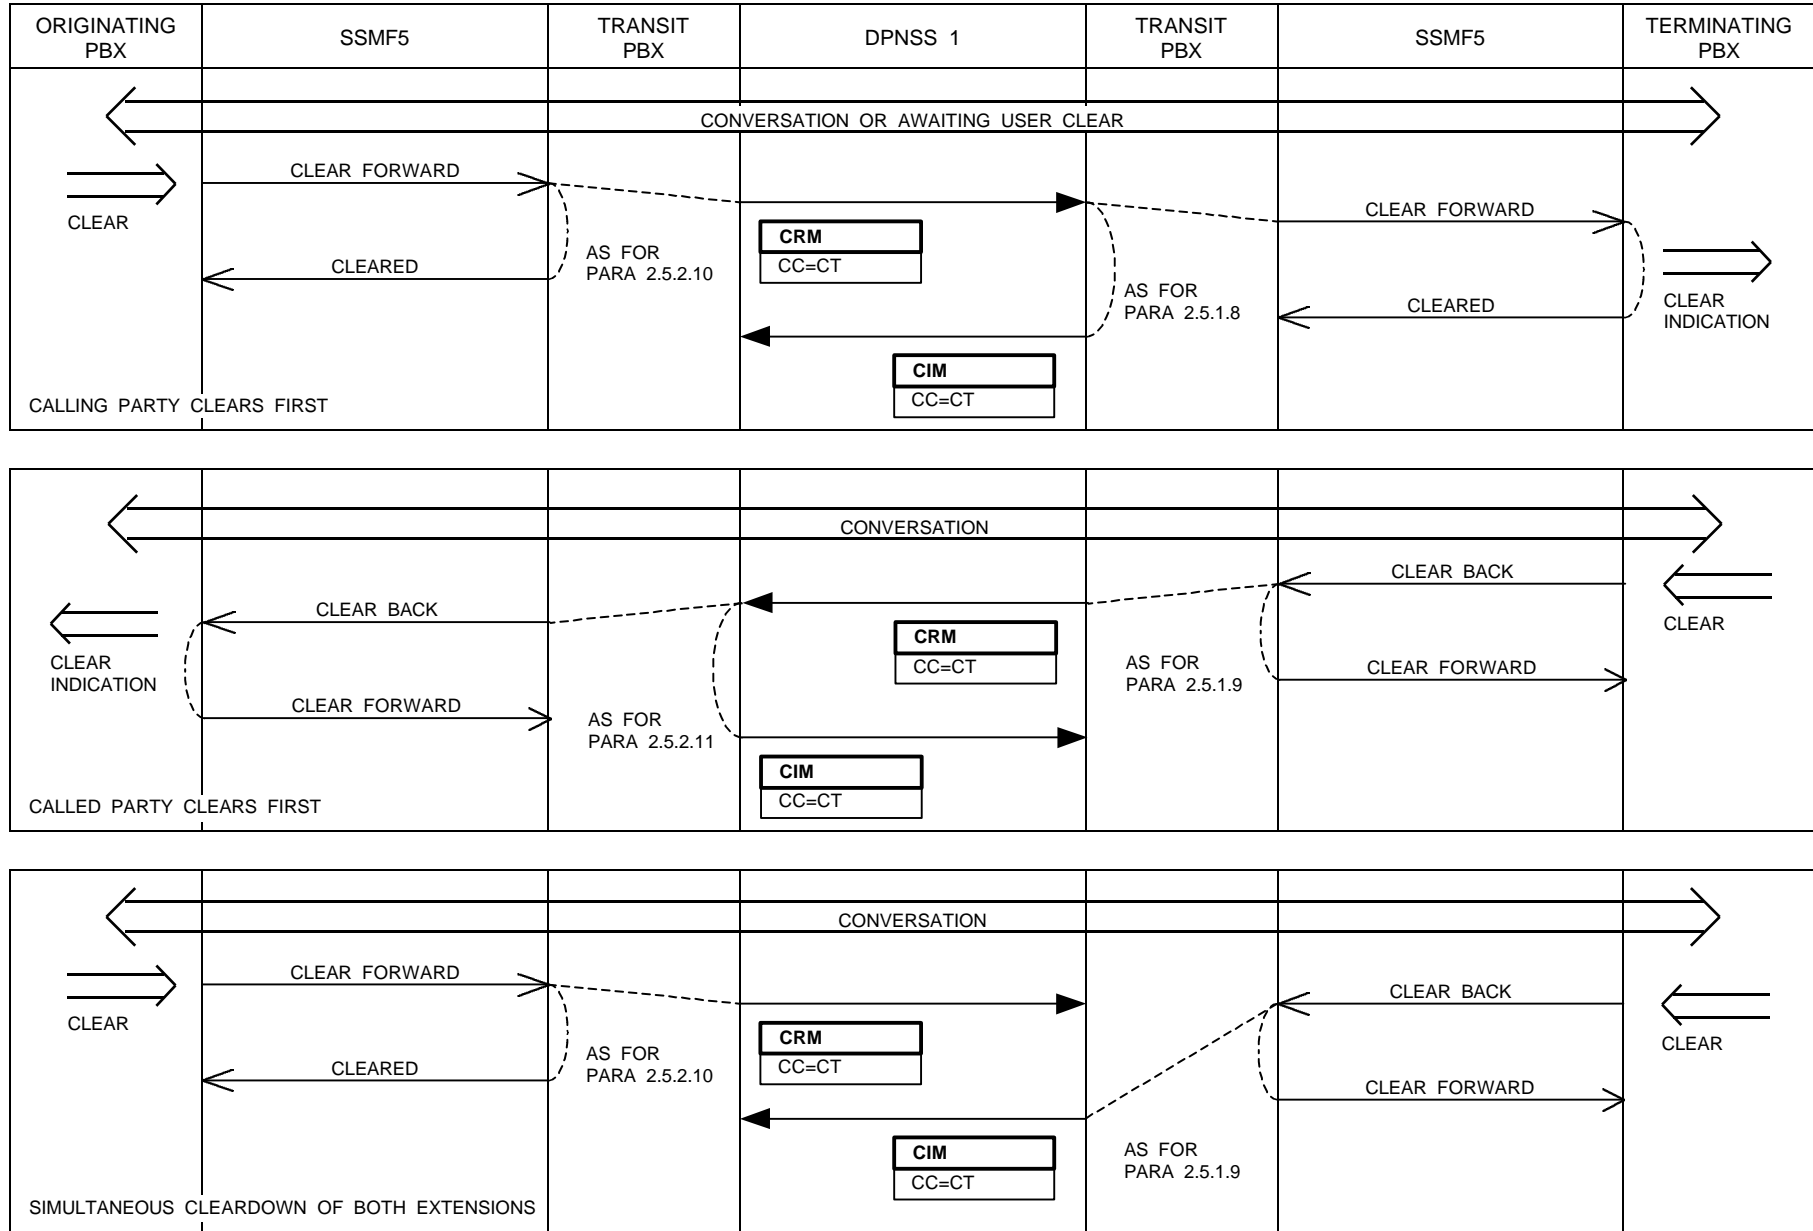 ORIGINATING
PBX
SSMF5
TRANSIT
PBX
DPNSS 1
TRANSIT
PBX
SSMF5
TERMINATING
PBX
CONVERSATION OR AWAITING USER CLEAR
CLEAR
CLEAR FORWARD
CLEARED
AS FOR
PARA 2.5.2.10
CRM
CC=CT
CIM
CC=CT
AS FOR
PARA 2.5.1.8
CLEAR FORWARD
CLEARED
CLEAR
INDICATION
CALLING PARTY CLEARS FIRST
CONVERSATION
CLEAR
INDICATION
CLEAR BACK
CLEAR FORWARD
AS FOR
PARA 2.5.2.11
CRM
CC=CT
CIM
CC=CT
AS FOR
PARA 2.5.1.9
CLEAR BACK
CLEAR FORWARD
CLEAR
CALLED PARTY CLEARS FIRST
CONVERSATION
CLEAR
CLEAR FORWARD
CLEARED
AS FOR
PARA 2.5.2.10
CRM
CC=CT
CIM
CC=CT
AS FOR
PARA 2.5.1.9
CLEAR BACK
CLEAR FORWARD
CLEAR
SIMULTANEOUS CLEARDOWN OF BOTH EXTENSIONS